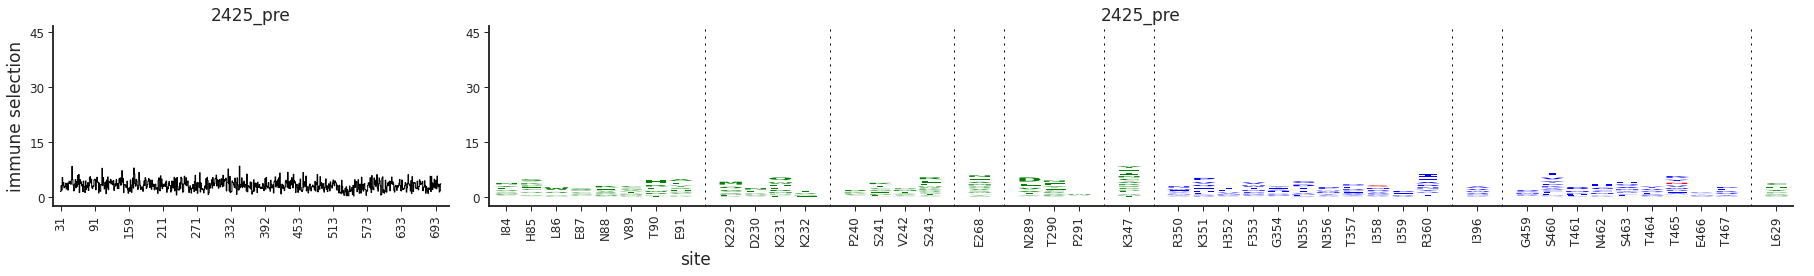 2425_pre
2425_pre
immune selection
45
30
15
0
31
91
159
211
271
332
392
453
513
573
633
693
45
30
15
0
I84
H85
L86
E87
N88
V89
T90
E91
K229
D230
K231
K232
P240
S241
V242
S243
E268
N289
T290
P291
K347
R350
K351
H352
F353
G354
N355
N356
T357
I358
I359
R360
I396
G459
S460
T461
N462
S463
T464
T465
E466
T467
L629
site